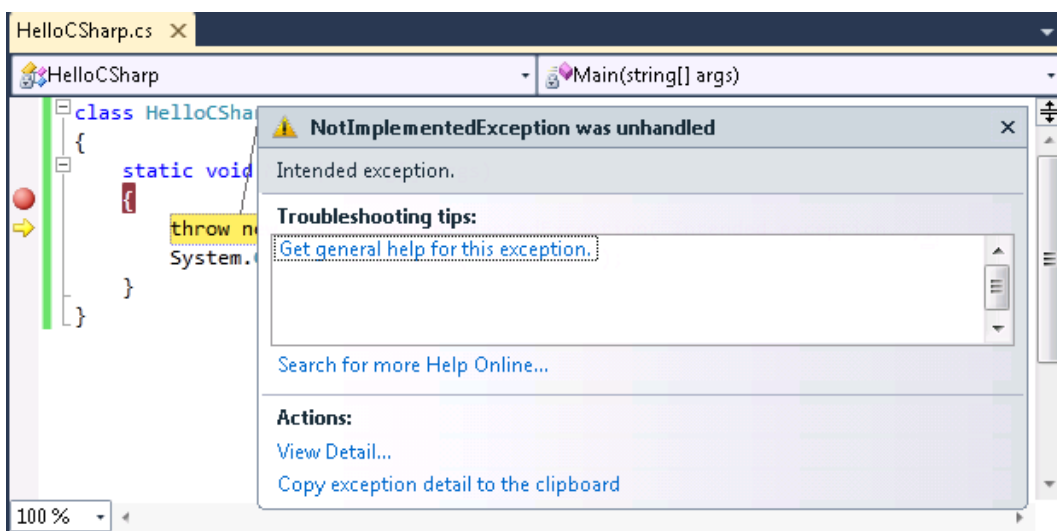 HelloCSharp.cs
HelloCSharp
Main(string[] args)
class HelloCSha
{
static void
{
throw n
System.
}
}
NotImplementedException was unhandled
Intended exception.
Troubleshooting tips:
Get general help for this exception.
Search for more Help Online...
Actions:
View Detail...
Copy exception detail to the clipboard
100 %